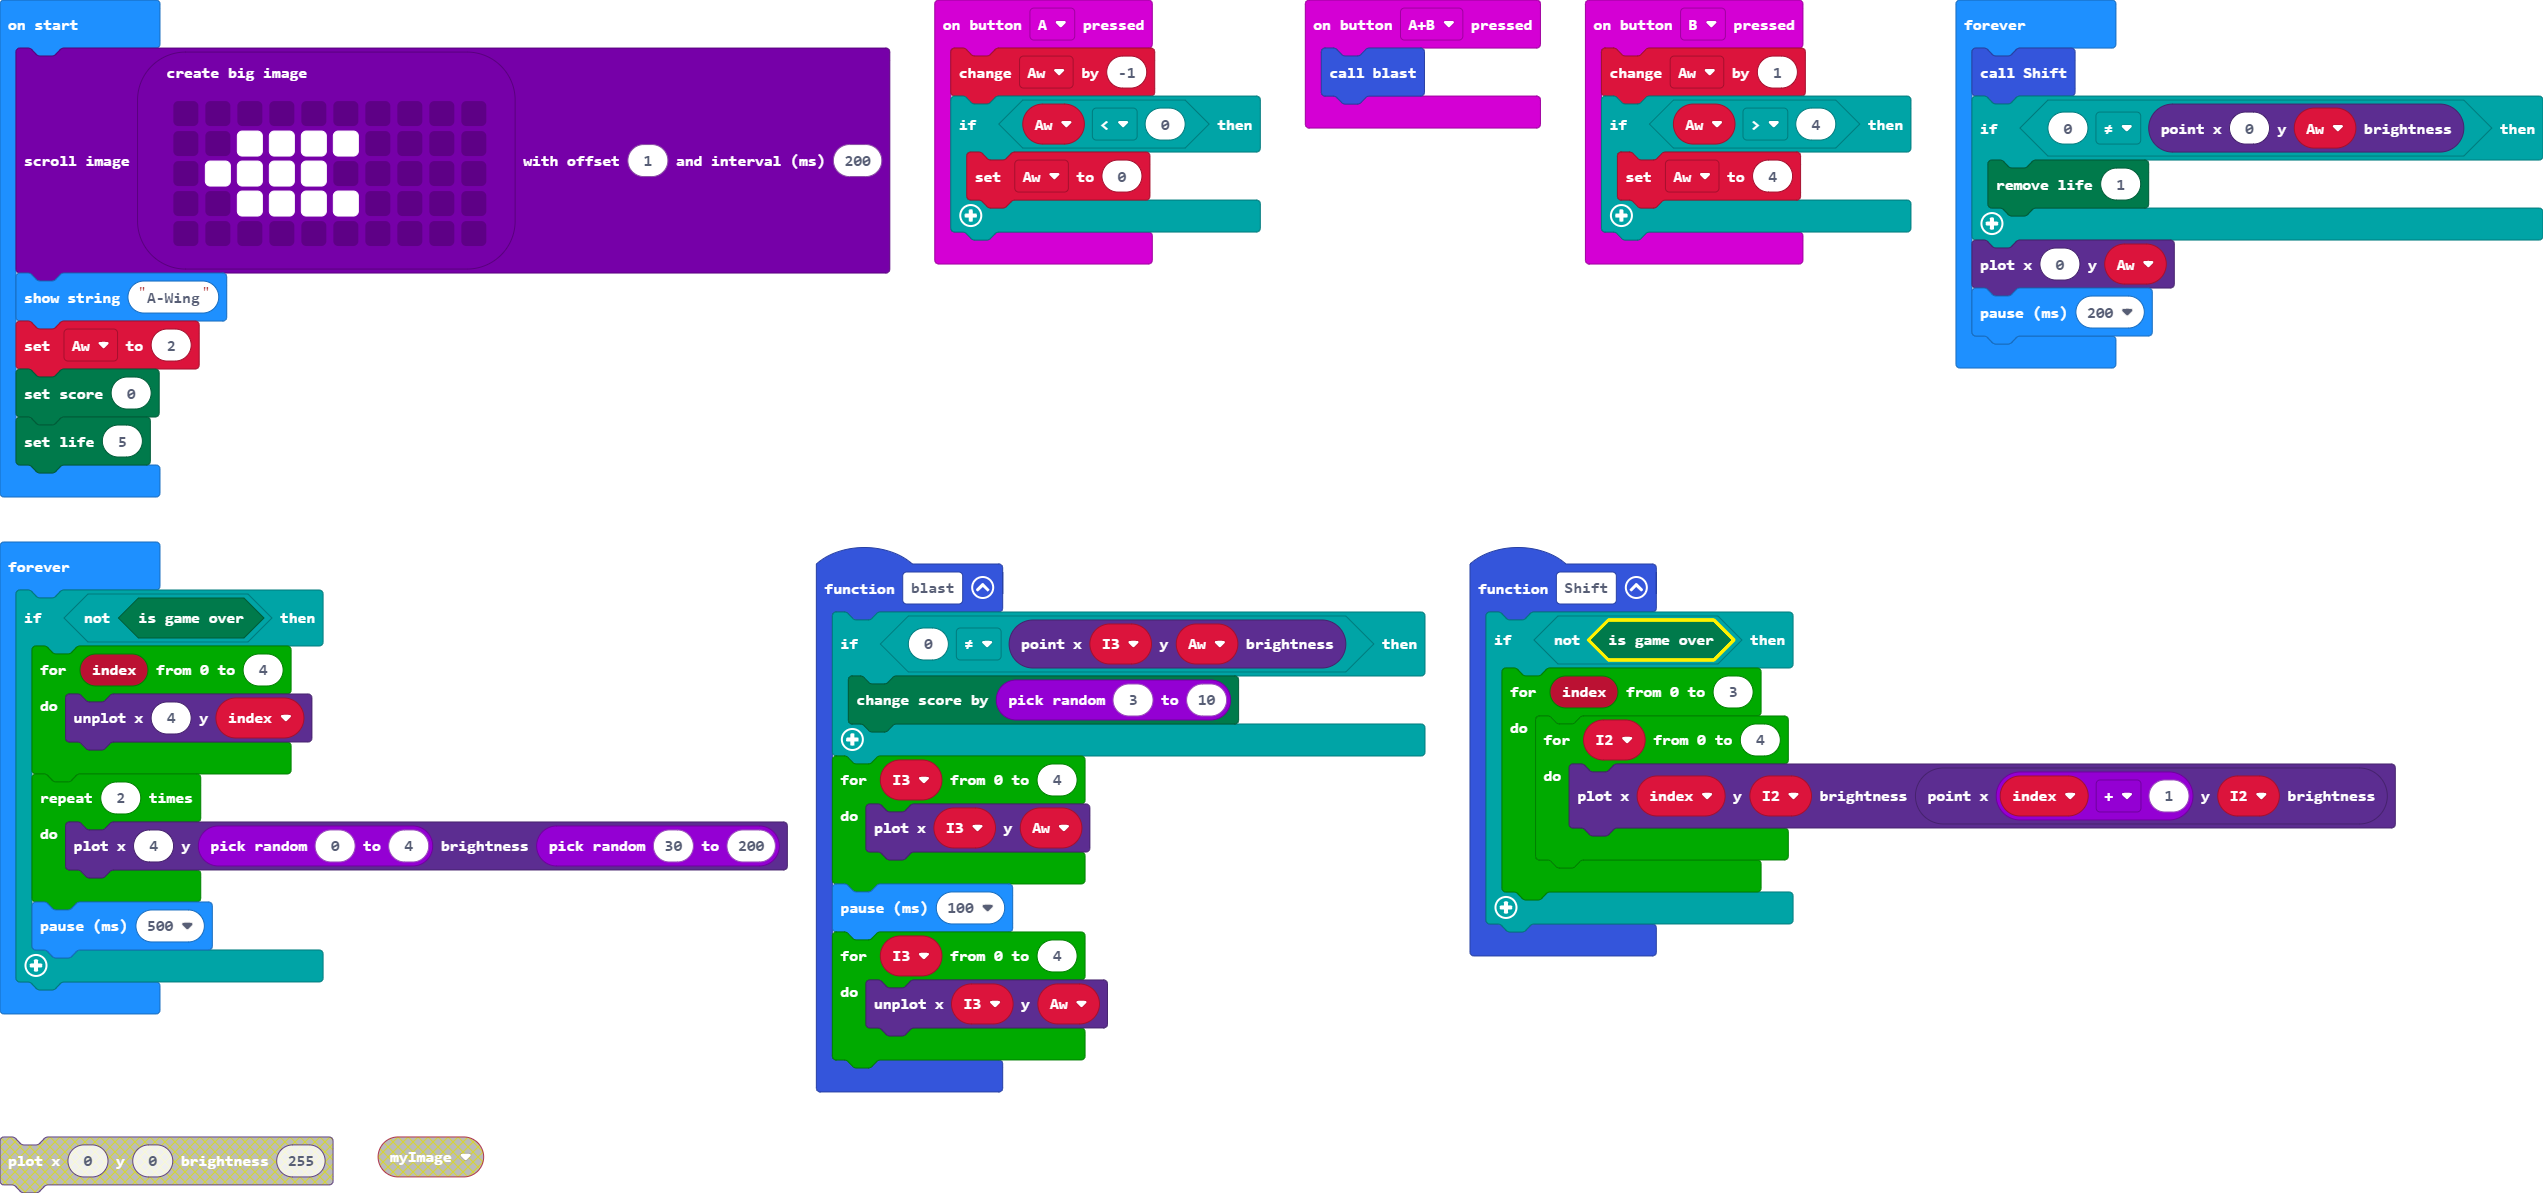 on start
scroll image create big image with offset 1 and interval (ms) 200
show string "A-Wing"
set Aw to 2
set score 0
set life 5
on button A pressed
change Aw by -1
if Aw < 0 then
set Aw to 0
on button A+B pressed
call blast
on button B pressed
change Aw by 1
if Aw > 4 then
set Aw to 4
forever
call Shift
if 0 ≠ point x 0 y Aw brightness then
remove life 1
plot x 0 y Aw
pause (ms) 200
forever
if not is game over then
for index from 0 to 4
do
unplot x 4 y index
repeat 2 times
do
plot x 4 y pick random 0 to 4 brightness pick random 30 to 200
pause (ms) 500
function blast
if 0 ≠ point x I3 y Aw brightness then
change score by pick random 3 to 10
for I3 from 0 to 4
do
plot x I3 y Aw
pause (ms) 100
for I3 from 0 to 4
do
unplot x I3 y Aw
function Shift
if not is game over then
for index from 0 to 3
do
for I2 from 0 to 4
do
plot x index y I2 brightness point x index + 1 y I2 brightness
plot x 0 y 0 brightness 255
myImage